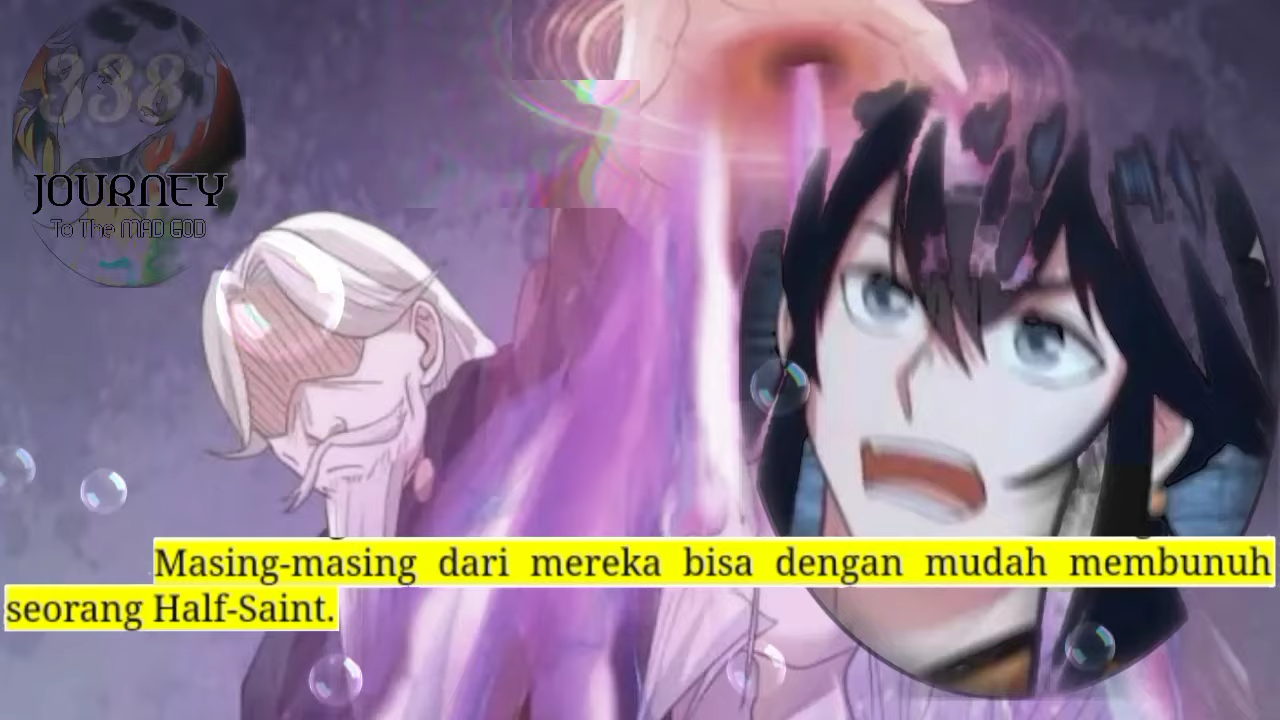 338
JOURNEY
To The MAD GOD
Masing-masing dari mereka bisa dengan mudah membunuh
seorang Half-Saint.